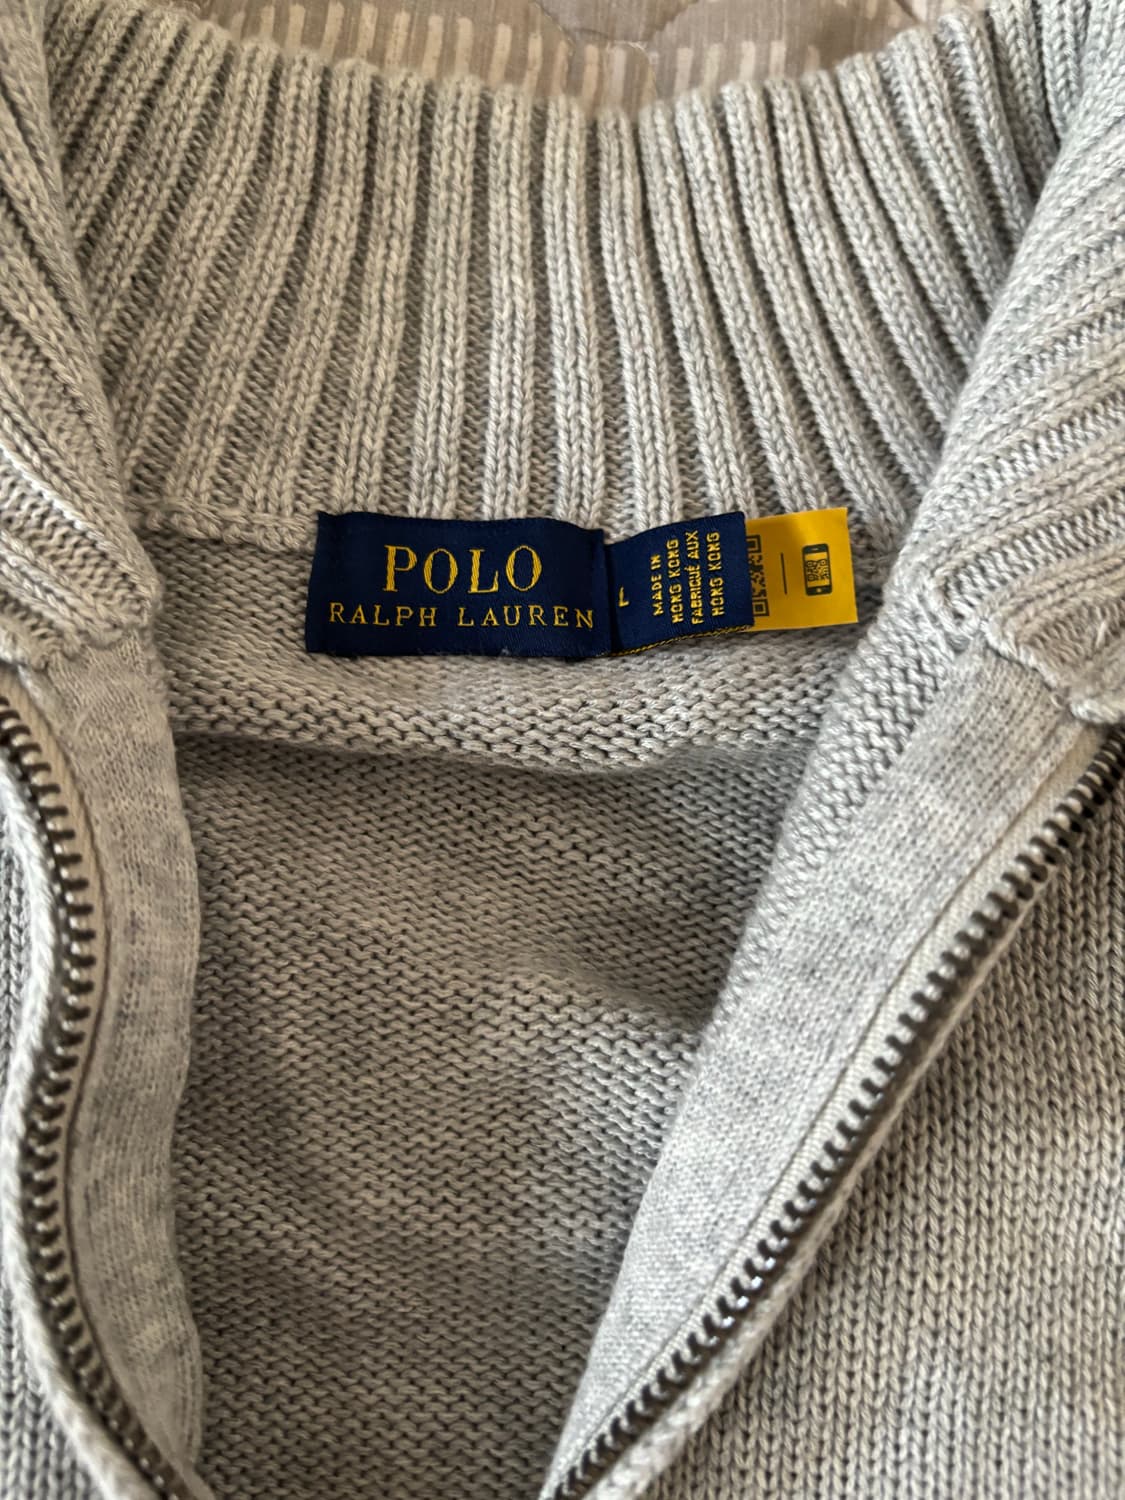 POLO
RALPH LAUREN
L
MADE IN
HONG KONG
FABRIQUÉ AUX
HONG KONG